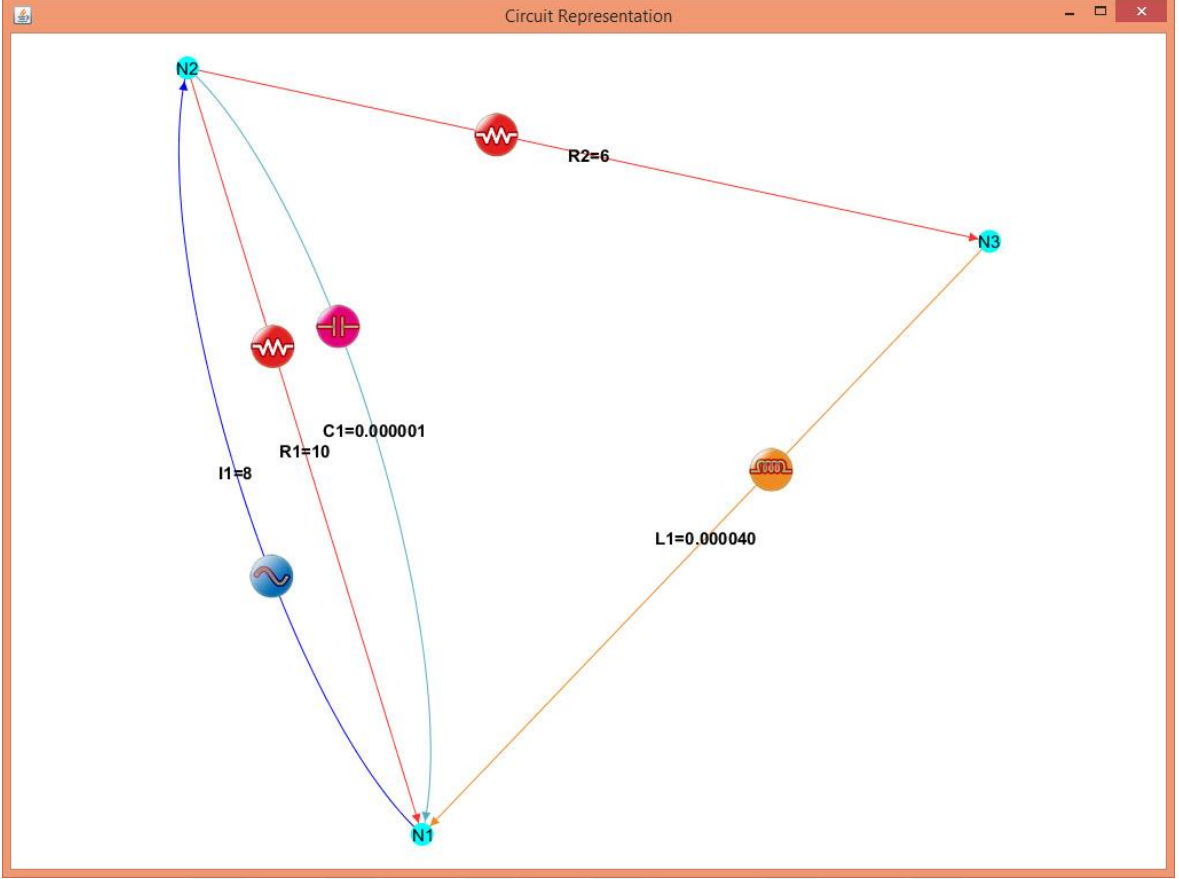 Circuit Representation
N2
R2=6
N3
C1=0.000001
R1=10
I1=8
L1=0.000040
N1